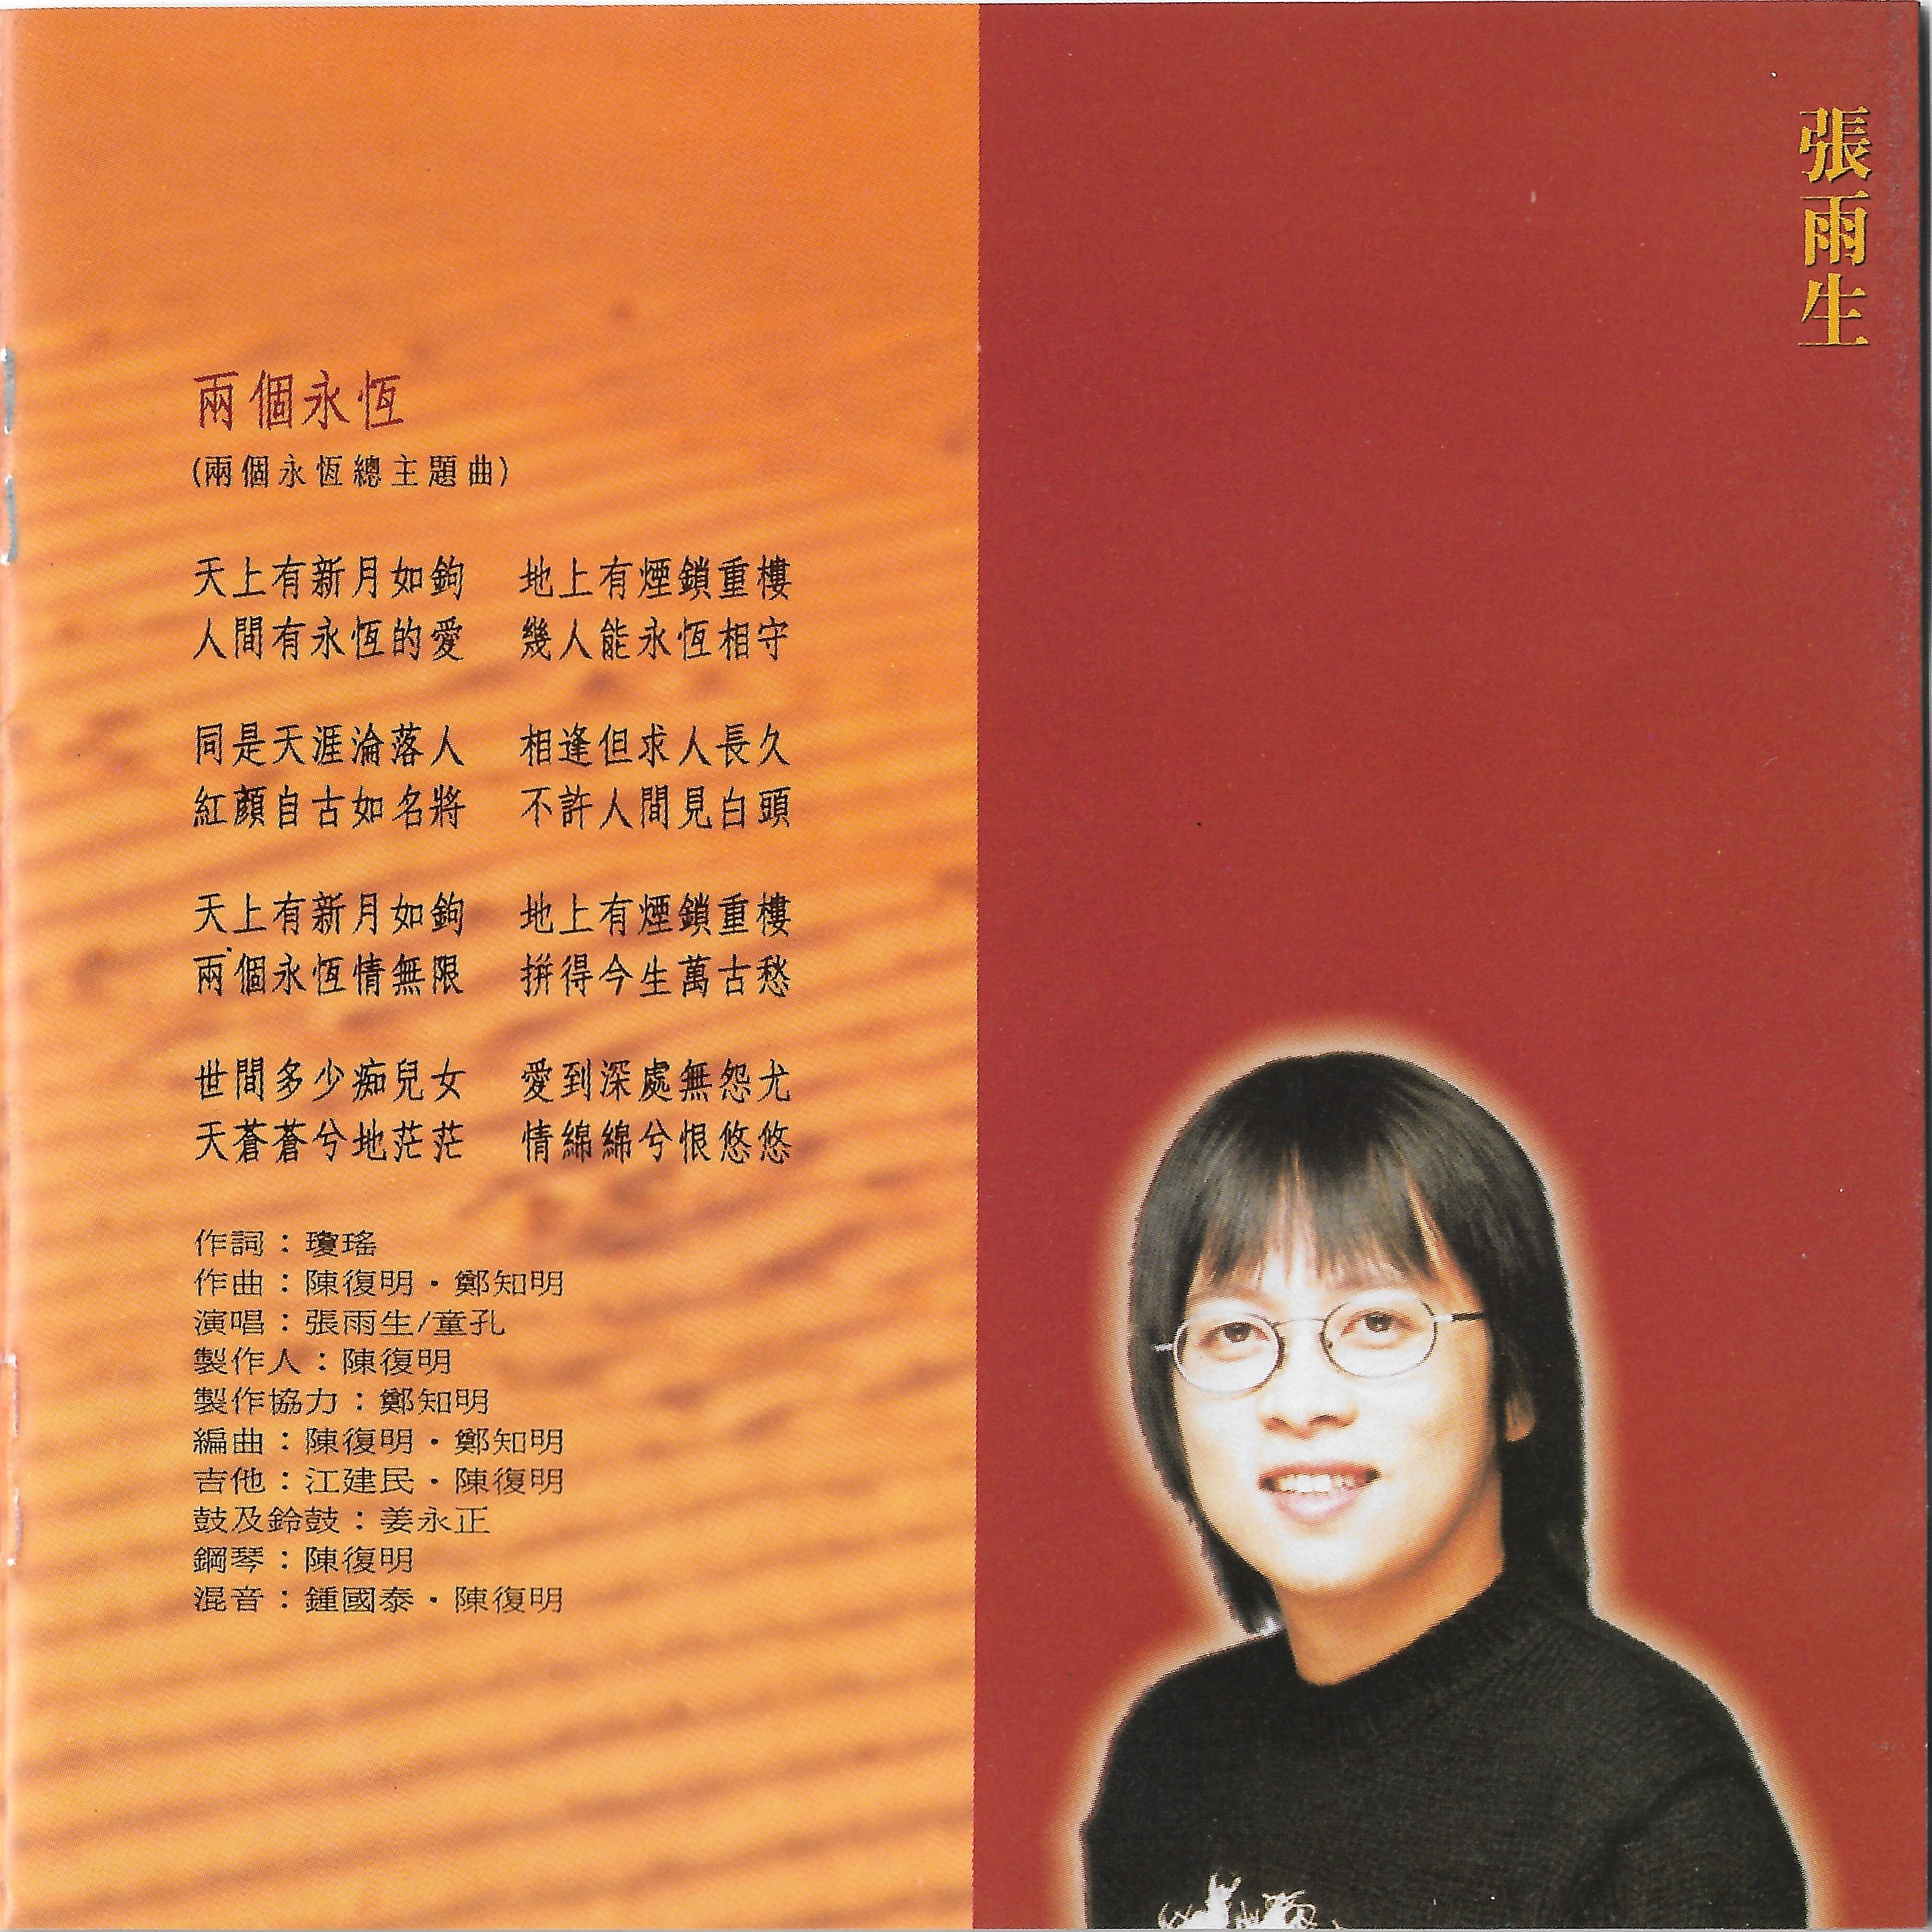 兩個永恆
(兩個永恆總主題曲)
天上有新月如鉤　地上有煙鎖重樓
人間有永恆的愛　幾人能永恆相守
同是天涯淪落人　相逢但求人長久
紅顏自古如名將　不許人間見白頭
天上有新月如鉤　地上有煙鎖重樓
兩個永恆情無限　拚得今生萬古愁
世間多少痴兒女　愛到深處無怨尤
天蒼蒼兮地茫茫　情綿綿兮恨悠悠
作詞：瓊瑤
作曲：陳復明・鄭知明
演唱：張雨生/童孔
製作人：陳復明
製作協力：鄭知明
編曲：陳復明・鄭知明
吉他：江建民・陳復明
鼓及鈴鼓：姜永正
鋼琴：陳復明
混音：鍾國泰・陳復明
張雨生